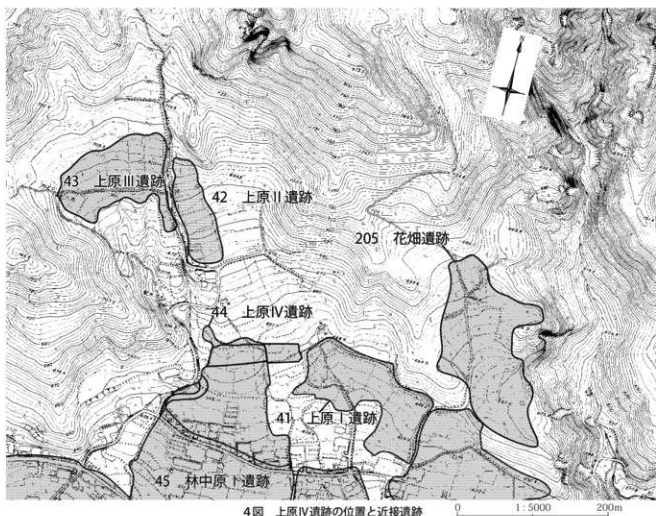 43 上原Ⅲ遺跡
42 上原Ⅱ遺跡
205 花畑遺跡
44 上原Ⅳ遺跡
41 上原Ⅰ遺跡
45 林中原Ⅰ遺跡
4図 上原Ⅳ遺跡の位置と近接遺跡
0 1:5000 200m